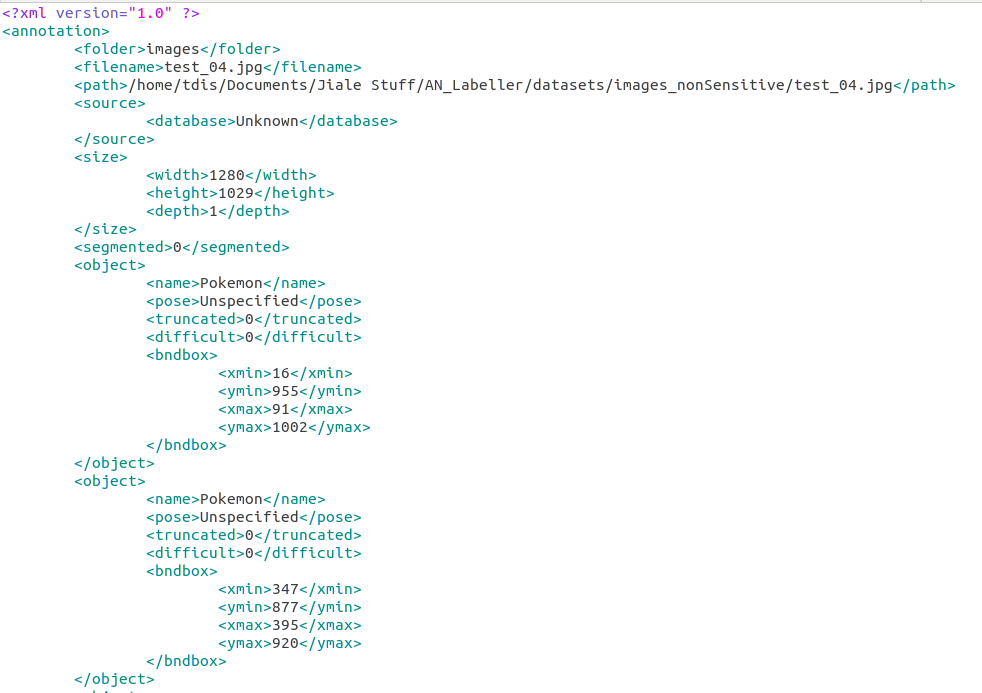 <?xml version="1.0" ?>
<annotation>
<folder>images</folder>
<filename>test_04.jpg</filename>
<path>/home/tdis/Documents/Jiale Stuff/AN_Labeller/datasets/images_nonSensitive/test_04.jpg</path>
<source>
<database>Unknown</database>
</source>
<size>
<width>1280</width>
<height>1029</height>
<depth>1</depth>
</size>
<segmented>0</segmented>
<object>
<name>Pokemon</name>
<pose>Unspecified</pose>
<truncated>0</truncated>
<difficult>0</difficult>
<bndbox>
<xmin>16</xmin>
<ymin>955</ymin>
<xmax>91</xmax>
<ymax>1002</ymax>
</bndbox>
</object>
<object>
<name>Pokemon</name>
<pose>Unspecified</pose>
<truncated>0</truncated>
<difficult>0</difficult>
<bndbox>
<xmin>347</xmin>
<ymin>877</ymin>
<xmax>395</xmax>
<ymax>920</ymax>
</bndbox>
</object>